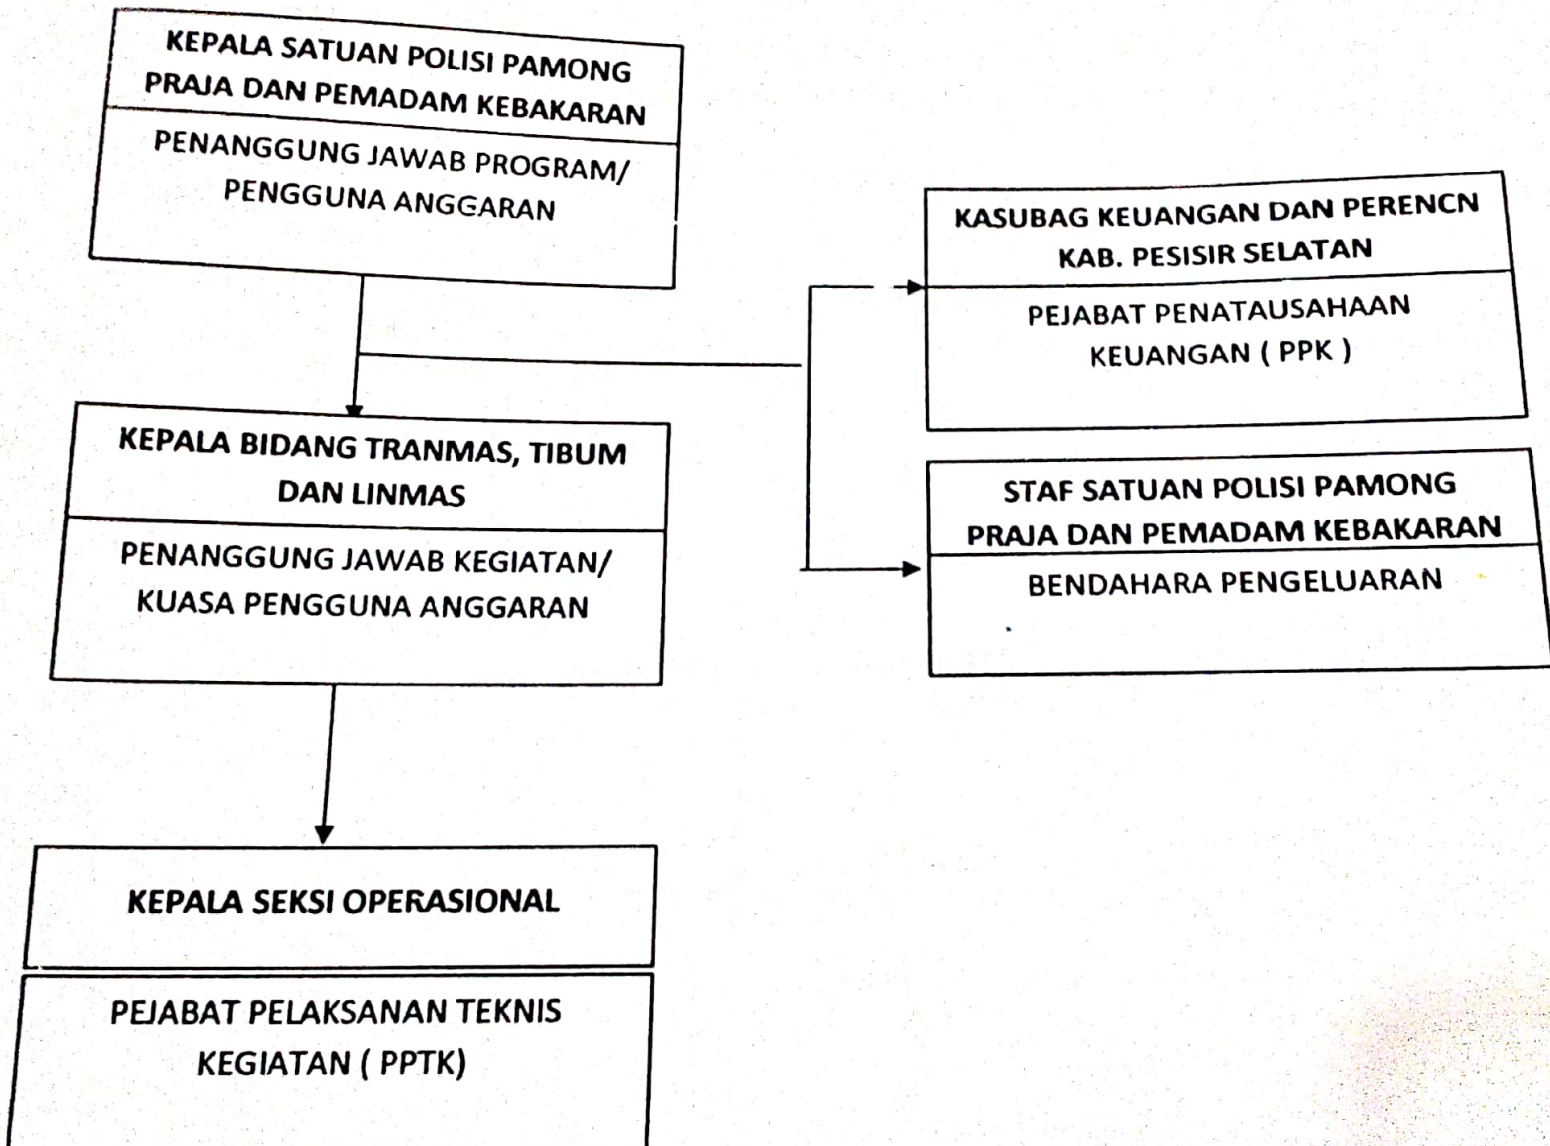 KEPALA SATUAN POLISI PAMONG
PRAJA DAN PEMADAM KEBAKARAN
PENANGGUNG JAWAB PROGRAM/
PENGGUNA ANGGARAN
KASUBAG KEUANGAN DAN PERENCN
KAB. PESISIR SELATAN
PEJABAT PENATAUSAHAAN
KEUANGAN ( PPK )
KEPALA BIDANG TRANMAS, TIBUM
DAN LINMAS
PENANGGUNG JAWAB KEGIATAN/
KUASA PENGGUNA ANGGARAN
STAF SATUAN POLISI PAMONG
PRAJA DAN PEMADAM KEBAKARAN
BENDAHARA PENGELUARAN
KEPALA SEKSI OPERASIONAL
PEJABAT PELAKSANAN TEKNIS
KEGIATAN ( PPTK)